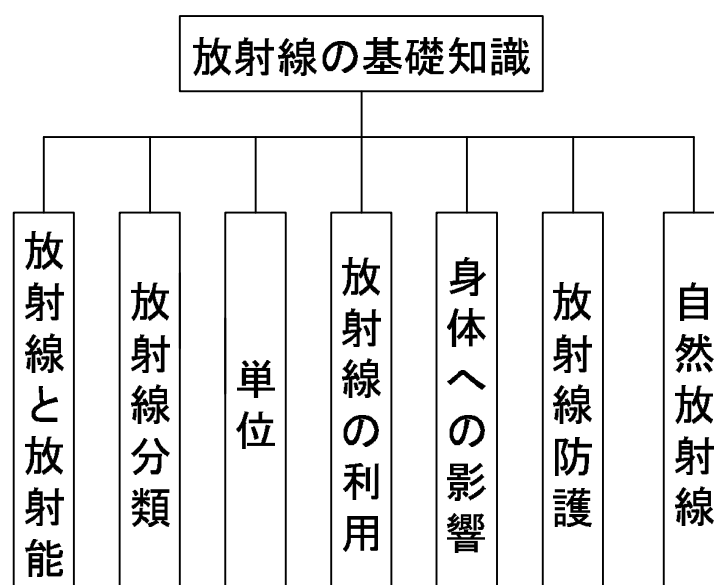 放射線の基礎知識
放射線と放射能
放射線分類
単位
放射線の利用
身体への影響
放射線防護
自然放射線